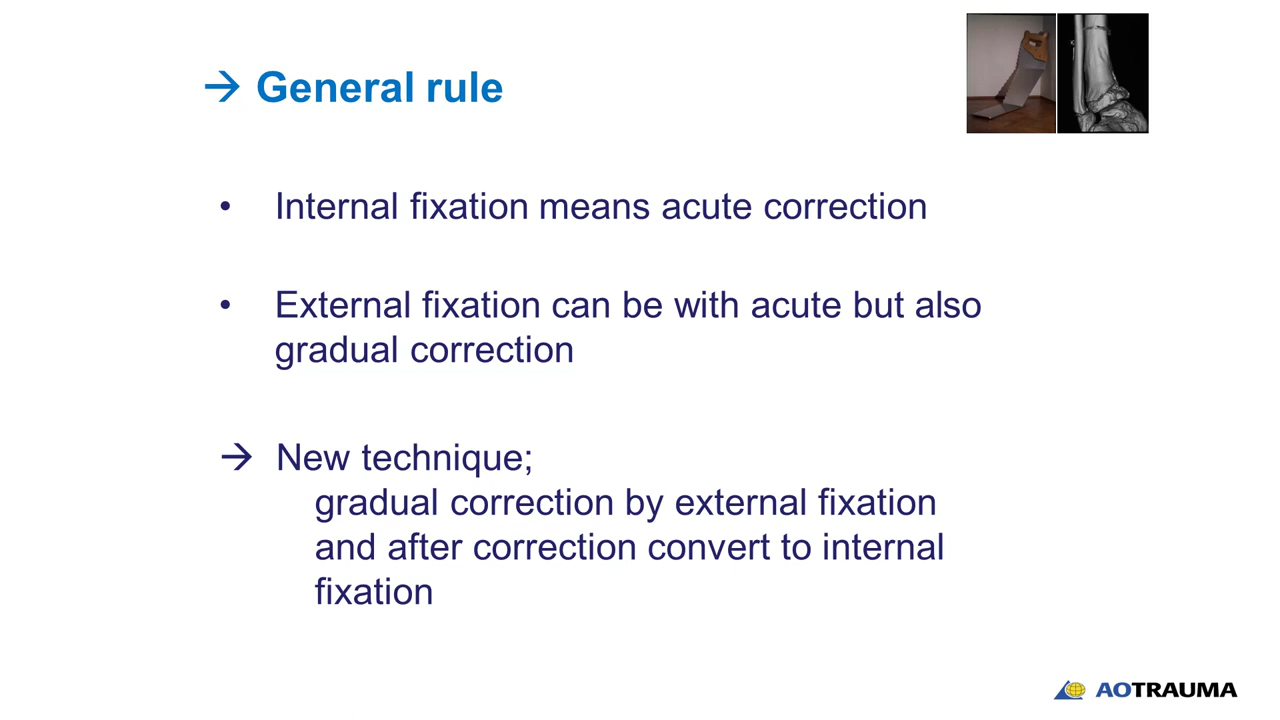 → General rule
• Internal fixation means acute correction
• External fixation can be with acute but also
gradual correction
→ New technique;
gradual correction by external fixation
and after correction convert to internal
fixation
AOTRAUMA